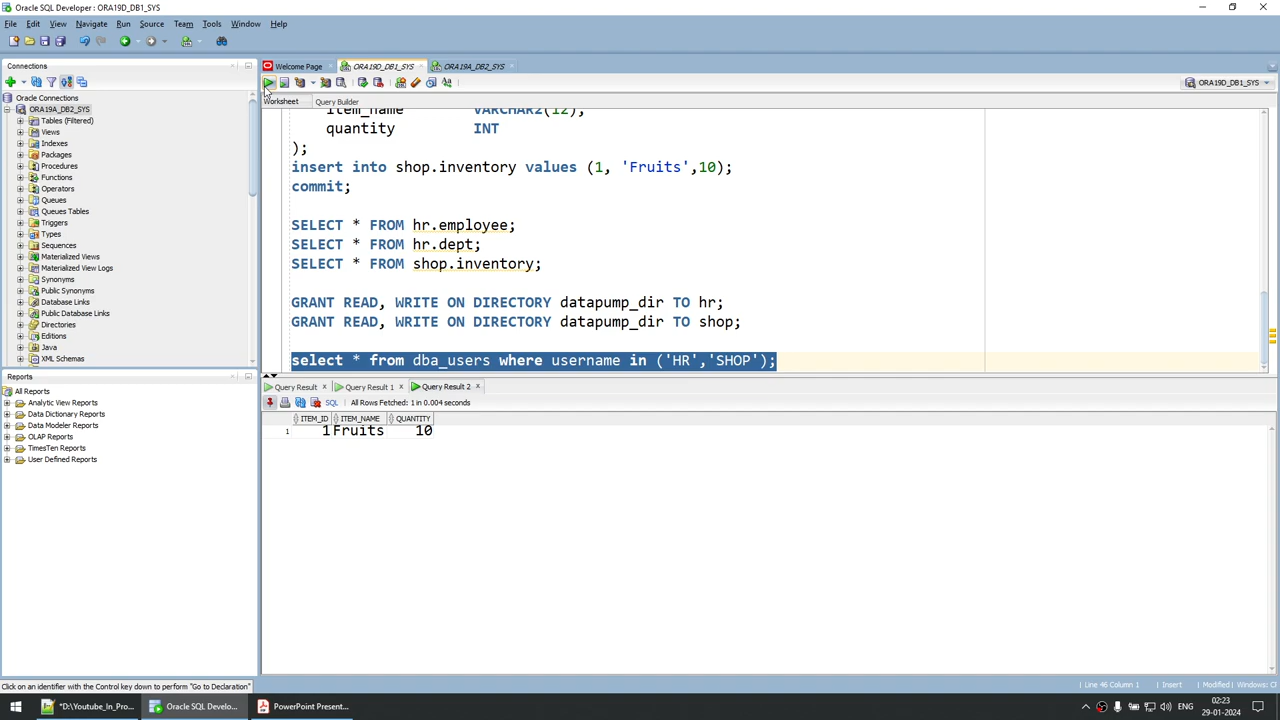 Oracle SQL Developer: ORA19D_DB1_SYS
File Edit View Navigate Run Source Team Tools Window Help
Connections
Oracle Connections
ORA19A_DB2_SYS
Tables (Filtered)
Views
Indexes
Packages
Procedures
Functions
Operators
Queues
Queues Tables
Triggers
Types
Sequences
Materialized Views
Materialized View Logs
Synonyms
Public Synonyms
Database Links
Public Database Links
Directories
Editions
Java
XML Schemas
Reports
All Reports
Analytic View Reports
Data Dictionary Reports
Data Modeler Reports
OLAP Reports
TimesTen Reports
User Defined Reports
Welcome Page ORA19D_DB1_SYS ORA19A_DB2_SYS
ORA19D_DB1_SYS
Worksheet Query Builder
item_name VARCHAR2(12),
quantity INT
);
insert into shop.inventory values (1, 'Fruits',10);
commit;
SELECT * FROM hr.employee;
SELECT * FROM hr.dept;
SELECT * FROM shop.inventory;
GRANT READ, WRITE ON DIRECTORY datapump_dir TO hr;
GRANT READ, WRITE ON DIRECTORY datapump_dir TO shop;
select * from dba_users where username in ('HR','SHOP');
Query Result Query Result 1 Query Result 2
SQL All Rows Fetched: 1 in 0.004 seconds
ITEM_ID ITEM_NAME QUANTITY
1 1 Fruits 10
Click on an identifier with the Control key down to perform "Go to Declaration"
Line 46 Column 1 Insert Modified Windows: C
*D:\Youtube_In_Pro...
Oracle SQL Develo...
PowerPoint Present...
ENG
02:23
29-01-2024